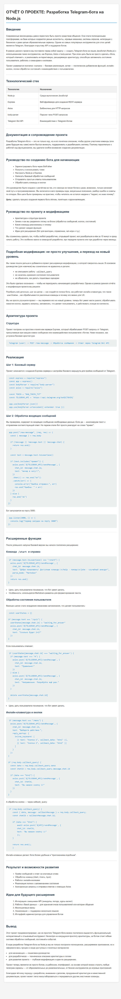 ОТЧЁТ О ПРОЕКТЕ: Разработка Telegram-бота на
Node.js
Введение
Современные мессенджеры давно перестали быть просто средством общения. Они стали полноценными
платформами, на базе которых создаются умные ассистенты, игровые механики, системы опросов, интеграции с
бизнесом и даже целые образовательные сервисы. Одним из самых популярных инструментов для этих целей
является Telegram, благодаря открытому API и поддержке ботов.
В рамках данного проекта мы поставили перед собой задачу — создать Telegram-бота на языке JavaScript (Node.js) с
использованием таких инструментов, как Express, Axios и body-parser. При этом цель была не просто сделать «бота,
который отвечает», а реализовать интерактивную, расширяемую архитектуру, способную запоминать состояние
пользователя, работать с командами и кнопками.
Проект развивался поэтапно: сначала — базовая реализация, затем — постепенное добавление функций, инлайн-
кнопок, логики обработки состояний и взаимодействия с пользователем.
Технологический стек
Технология Назначение
Node.js Среда выполнения JavaScript
Express Веб-фреймворк для создания REST-сервера
Axios Библиотека для HTTP-запросов
body-parser Парсинг тела POST-запросов
Telegram Bot API Взаимодействие с Telegram-ботом
Документация и сопровождение проекта
Разработка Telegram-бота — это не только код, но и его понятное описание, чтобы другие участники команды (или
даже будущие мы сами) могли быстро вникнуть, поддерживать и дорабатывать систему. Поэтому параллельно с
работой над функционалом, мы уделили особое внимание созданию документации.
Руководство по созданию бота для начинающих
• Зарегистрировать бота через BotFather
• Получить и использовать токен
• Настроить Node.js и Express
• Написать базовый обработчик сообщений
• Отправлять простые ответы пользователям
• Обрабатывать команды и кнопки
Это руководство было создано с расчётом на тех, кто никогда не писал ботов и даже, возможно, только начинает
свой путь в программировании. Мы включили в него примеры кода, визуальные пояснения, разбор ошибок и советы
по отладке. Все шаги были проверены на практике, чтобы читатель не остался наедине с "падает, не знаю почему".
Цель: сделать процесс создания первого бота лёгким, понятным и вдохновляющим.
Руководство по проекту и модификациям
• Архитектура и структура проекта
• Зачем и как мы разделили логику на блоки (обработка сообщений, кнопок, состояний)
• Какие команды реализованы и почему
• Что делает каждая функция
• Идеи для расширения (бот для викторин, справочник, чат-игра и т.д.)
Мы стремились сделать так, чтобы любой разработчик, открывший проект, мог разобраться в нём за 15 минут и сразу
начать работу. Это особенно важно в командной разработке, при передаче проекта или при доработке через месяцы.
Подробная модификация: не просто улучшения, а переход на новый
уровень
Мы также пошли дальше и добавили в проект расширенную модификацию, о которой говорилось выше. В основном
руководстве (для новичков) мы сознательно не вдавались в детали:
• не описывали работу callback_query
• не касались хранения состояния пользователя
• не объясняли, как делать пошаговые сценарии
Это было сделано осознанно — чтобы не перегружать начинающего разработчика. Однако в рамках данного отчёта
и модификации проекта мы решили:
Разобрать всё детально, шаг за шагом — как создаётся логика бота, как работает инлайн-клавиатура, что такое
userStates , как обрабатываются различные команды и почему это важно для UX.
Мы не просто улучшили проект — мы перевели его на новый уровень: теперь бот умеет вести диалог, обрабатывать
нажатия кнопок, задавать вопросы, запоминать, что делает пользователь, и действовать исходя из контекста.
Архитектура проекта
Структура
Проект построен на простом и понятном сервере Express, который обрабатывает POST-запросы от Telegram,
присылаемые при каждом новом сообщении или взаимодействии пользователя с ботом. Ниже показано, как
устроена базовая архитектура:
Telegram (user) -> POST /new-message -> Обработка сообщения -> Ответ через Telegram Bot API
Реализация
Шаг 1: Базовый сервер
Проект начинается с создания Express-сервера и настройки базового маршрута для приёма сообщений от Telegram.
const express = require("express")
const app = express()
const bodyParser = require("body-parser")
const axios = require("axios")
const TOKEN = "ВАШ_ТОКЕН_ТУТ"
const TELEGRAM_API = `https://api.telegram.org/bot${TOKEN}`
app.use(bodyParser.json())
app.use(bodyParser.urlencoded({ extended: true }))
Шаг 2: Обработка входящих сообщений
Мы проверяем, содержит ли входящее сообщение необходимые данные. Если да — анализируем текст и
отправляем соответствующий ответ. На первом этапе бот просто реагирует на слово "привет".
app.post("/new-message", (req, res) => {
const { message } = req.body
if (!message || !message.text || !message.chat) {
return res.end()
}
const text = message.text.toLowerCase()
if (text.includes("привет")) {
axios.post(`${TELEGRAM_API}/sendMessage`, {
chat_id: message.chat.id,
text: "вечер в хату!!",
})
.then(() => res.end("ok"))
.catch((err) => {
console.error("Ошибка отправки:", err)
res.end("Ошибка: " + err)
})
} else {
res.end("ok")
}
})
Бот запускается на порту 3000:
app.listen(3000, () => {
console.log("Сервер запущен на порту 3000")
})
Расширенные функции
После успешного запуска базовой версии мы начали поэтапное расширение:
Команда /start и справка
if (message.text.toLowerCase() === "/start") {
axios.post(`${TELEGRAM_API}/sendMessage`, {
chat_id: message.chat.id,
text: "Добро пожаловать! Доступные команды:\n/help - помощь\n/joke - случайный анекдот",
parse_mode: "Markdown"
})
return res.end()
}
• Цель: дать пользователю понимание, что бот умеет делать.
• Особенность: используется Markdown-разметка для форматирования текста.
Обработка состояния пользователя
Важным шагом стало внедрение механизма запоминания, что делает пользователь:
const userStates = {}
if (message.text === "/quiz") {
userStates[message.chat.id] = "waiting_for_answer"
axios.post(`${TELEGRAM_API}/sendMessage`, {
chat_id: message.chat.id,
text: "Сколько будет 2+2?"
})
}
Если пользователь отвечает:
if (userStates[message.chat.id] === "waiting_for_answer") {
if (message.text === "4") {
axios.post(`${TELEGRAM_API}/sendMessage`, {
chat_id: message.chat.id,
text: "Правильно!"
})
} else {
axios.post(`${TELEGRAM_API}/sendMessage`, {
chat_id: message.chat.id,
text: "Неправильно. Попробуйте ещё раз."
})
}
delete userStates[message.chat.id]
}
• Цель: дать пользователю понимание, что бот умеет делать.
Инлайн-клавиатура и кнопки
if (message.text === "/menu") {
axios.post(`${TELEGRAM_API}/sendMessage`, {
chat_id: message.chat.id,
text: "Выберите действие:",
reply_markup: {
inline_keyboard: [
[{ text: "Кнопка 1", callback_data: "btn1" }],
[{ text: "Кнопка 2", callback_data: "btn2" }]
]
}
})
}
if (req.body.callback_query) {
const data = req.body.callback_query.data
const chatId = req.body.callback_query.message.chat.id
if (data === "btn1") {
axios.post(`${TELEGRAM_API}/sendMessage`, {
chat_id: chatId,
text: "Вы нажали кнопку 1!"
})
}
}
А обработка кнопок — через callback_query.
if (req.body.callback_query) {
const { data, message: callbackMessage } = req.body.callback_query;
const chatId = callbackMessage.chat.id;
if (data === "btn1") {
await axios.post(`${API}/sendMessage`, {
chat_id: chatId,
text: "Вы нажали кнопку 1!"
});
}
return res.end();
}
Инлайн-клавиши делают бота более удобным и "приложением-подобным".
Результат и возможности развития
• Приём сообщений и ответ на ключевые слова
• Обработка команд (/start, /menu, /quiz)
• Работа с инлайн-кнопками
• Реализация логики с запоминанием состояния
• Асинхронные запросы и отправка ответов с помощью Axios
Идеи для будущего расширения
1. Интеграция с внешними API (анекдоты, погода, курсы валют)
2. Работа с базой данных — для хранения очков пользователей или истории общения
3. Многошаговые квизы
4. Локализация — поддержка нескольких языков
5. Интерфейс администратора для управления ботом
Вывод
Этот проект продемонстрировал, как из простого Telegram-бота можно постепенно вырастить функциональный,
интерактивный и отзывчивый инструмент. Несмотря на кажущуюся простоту архитектуры, за ботом стоит гибкая
система обработки сообщений, состояний и событий.
В ходе разработки Telegram-бота на Node.js мы не только построили полноценное, расширяемое приложение, но и
оформили весь процесс в виде доступных и понятных материалов:
• для начинающих — пошаговое руководство
• для разработчиков — техническое описание архитектуры и логики
• для развития проекта — глубокая модификация и идеи по расширению.
Проект теперь является не просто ботом, а шаблоном, платформой, на основе которой можно строить любые
телеграм-сервисы — от образовательных до развлекательных, от бизнес-инструментов до игровых приложений.
Благодаря чёткому подходу к разработке, вниманию к деталям, продуманной архитектуре и качественной
документации, проект может легко масштабироваться и передаваться другим участникам команды.